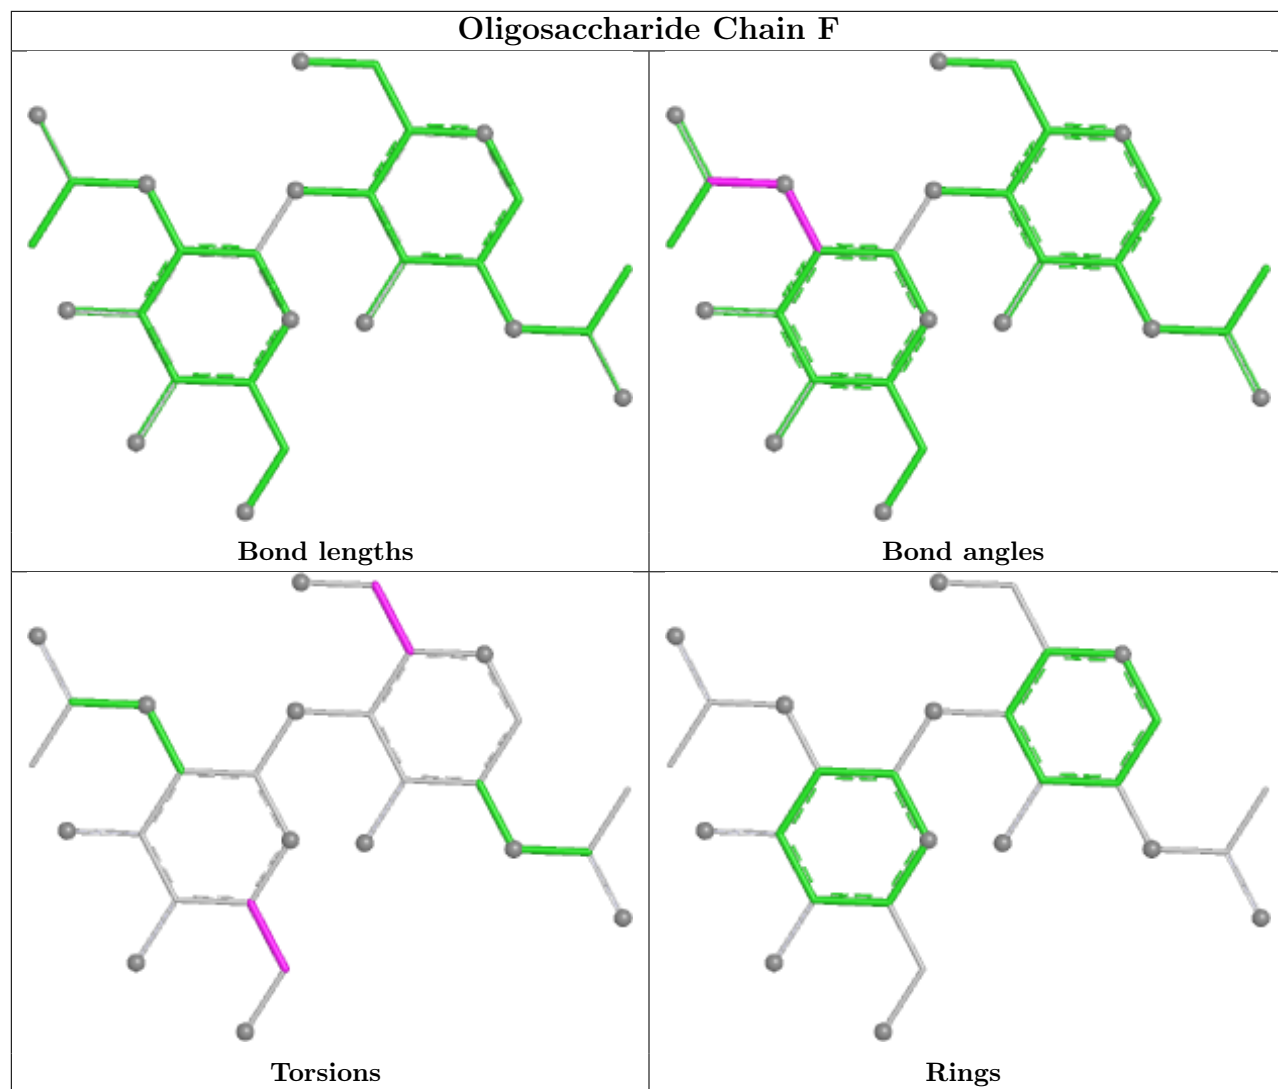 Oligosaccharide Chain F
Bond lengths
Bond angles
Torsions
Rings